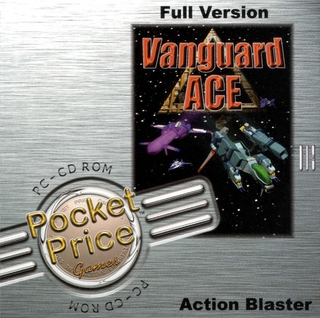 Full Version
Vanguard
ACE
PC-CD ROM
Pocket
Price
Games
PC-CD ROM
Action Blaster